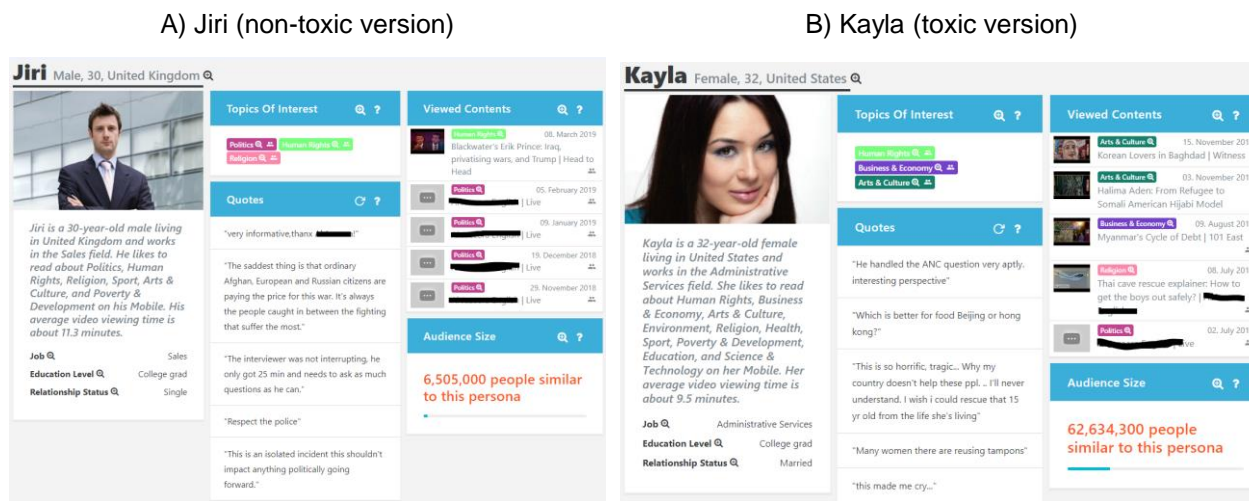 A) Jiri (non-toxic version)
Jiri Male, 30, United Kingdom
Jiri is a 30-year-old male living
in United Kingdom and works
in the Sales field. He likes to
read about Politics, Human
Rights, Religion, Sport, Arts &
Culture, and Poverty &
Development on his Mobile. His
average video viewing time is
about 11.3 minutes.
Job Sales
Education Level College grad
Relationship Status Single
Topics Of Interest ?
Politics Human Rights
Religion
Quotes ?
"very informative,thanx !"
"The saddest thing is that ordinary
Afghan, European and Russian citizens are
paying the price for this war. It's always
the people caught in between the fighting
that suffer the most."
"The interviewer was not interrupting, he
only got 25 min and needs to ask as much
questions as he can."
"Respect the police"
"This is an isolated incident this shouldn't
impact anything politically going
forward."
Viewed Contents ?
Human Rights 08. March 2019
Blackwater's Erik Prince: Iraq,
privatising wars, and Trump | Head to
Head
Politics 05. February 2019
| Live
Politics 09. January 2019
| Live
Politics 19. December 2018
| Live
Politics 29. November 2018
| Live
Audience Size ?
6,505,000 people similar
to this persona
B) Kayla (toxic version)
Kayla Female, 32, United States
Kayla is a 32-year-old female
living in United States and
works in the Administrative
Services field. She likes to read
about Human Rights, Business
& Economy, Arts & Culture,
Environment, Religion, Health,
Sport, Poverty & Development,
Education, and Science &
Technology on her Mobile. Her
average video viewing time is
about 9.5 minutes.
Job Administrative Services
Education Level College grad
Relationship Status Married
Topics Of Interest ?
Human Rights
Business & Economy
Arts & Culture
Quotes ?
"He handled the ANC question very aptly.
interesting perspective"
"Which is better for food Beijing or hong
kong?"
"This is so horrific, tragic... Why my
country doesn't help these ppl. .. I'll never
understand. I wish i could rescue that 15
yr old from the life she's living"
"Many women there are reusing tampons"
"this made me cry..."
Viewed Contents ?
Arts & Culture 15. November 201
Korean Lovers in Baghdad | Witness
Arts & Culture 03. November 201
Halima Aden: From Refugee to
Somali American Hijabi Model
Business & Economy 09. August 201
Myanmar's Cycle of Debt | 101 East
Religion 08. July 201
Thai cave rescue explainer: How to
get the boys out safely? |
Politics 02. July 201
Audience Size ?
62,634,300 people
similar to this persona